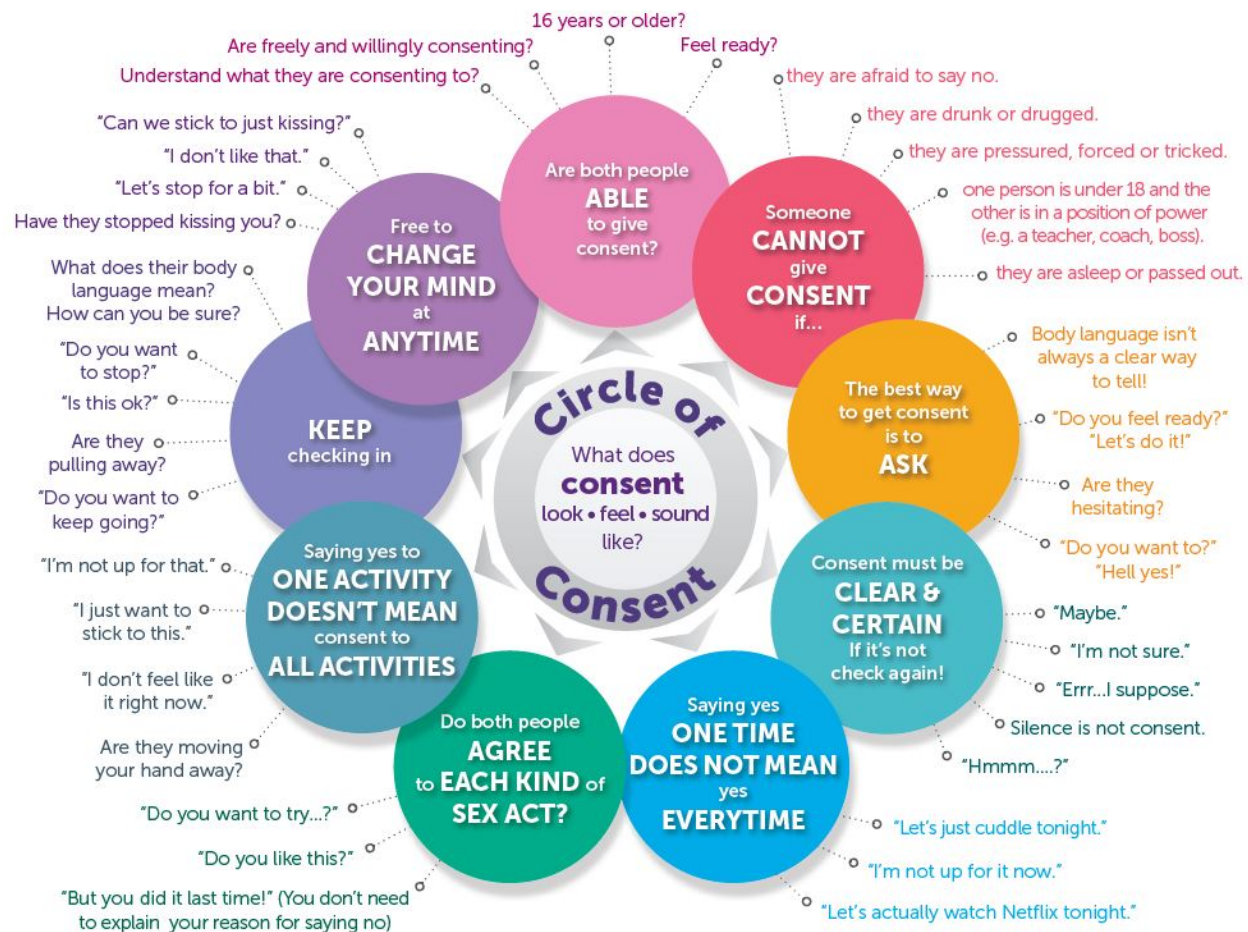 Circle of
What does
consent
look • feel • sound
like?
Consent
Are both people
ABLE
to give
consent?
Understand what they are consenting to?
Are freely and willingly consenting?
16 years or older?
Feel ready?
Someone
CANNOT
give
CONSENT
if...
they are afraid to say no.
they are drunk or drugged.
they are pressured, forced or tricked.
one person is under 18 and the
other is in a position of power
(e.g. a teacher, coach, boss).
they are asleep or passed out.
The best way
to get consent
is to
ASK
Body language isn't
always a clear way
to tell!
"Do you feel ready?"
"Let's do it!"
Are they
hesitating?
"Do you want to?"
"Hell yes!"
Consent must be
CLEAR &
CERTAIN
If it's not
check again!
"Maybe."
"I'm not sure."
"Errr...I suppose."
Silence is not consent.
"Hmmm....?"
Saying yes
ONE TIME
DOES NOT MEAN
yes
EVERYTIME
"Let's just cuddle tonight."
"I'm not up for it now."
"Let's actually watch Netflix tonight."
Do both people
AGREE
to EACH KIND of
SEX ACT?
"Do you want to try...?"
"Do you like this?"
"But you did it last time!" (You don't need
to explain your reason for saying no)
Saying yes to
ONE ACTIVITY
DOESN'T MEAN
consent to
ALL ACTIVITIES
"I'm not up for that."
"I just want to
stick to this."
"I don't feel like
it right now."
Are they moving
your hand away?
KEEP
checking in
What does their body
language mean?
How can you be sure?
"Do you want
to stop?"
"Is this ok?"
Are they
pulling away?
"Do you want to
keep going?"
Free to
CHANGE
YOUR MIND
at
ANYTIME
"Can we stick to just kissing?"
"I don't like that."
"Let's stop for a bit."
Have they stopped kissing you?